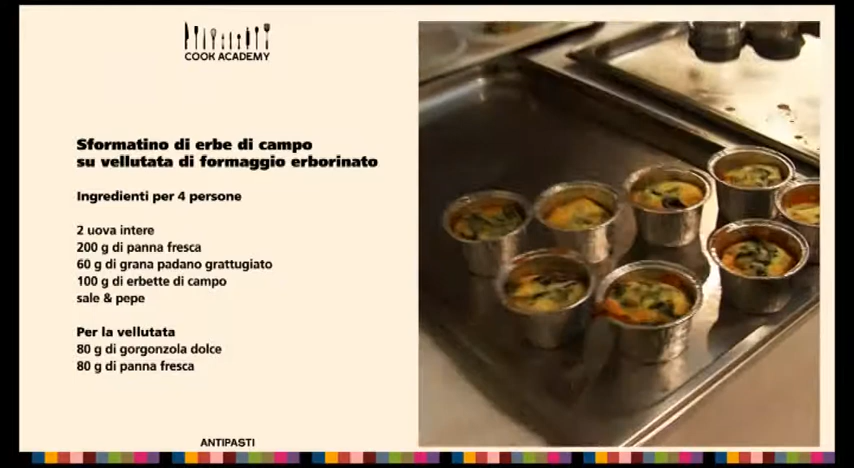 COOK ACADEMY
Sformatino di erbe di campo
su vellutata di formaggio erborinato
Ingredienti per 4 persone
2 uova intere
200 g di panna fresca
60 g di grana padano grattugiato
100 g di erbette di campo
sale & pepe
Per la vellutata
80 g di gorgonzola dolce
80 g di panna fresca
ANTIPASTI